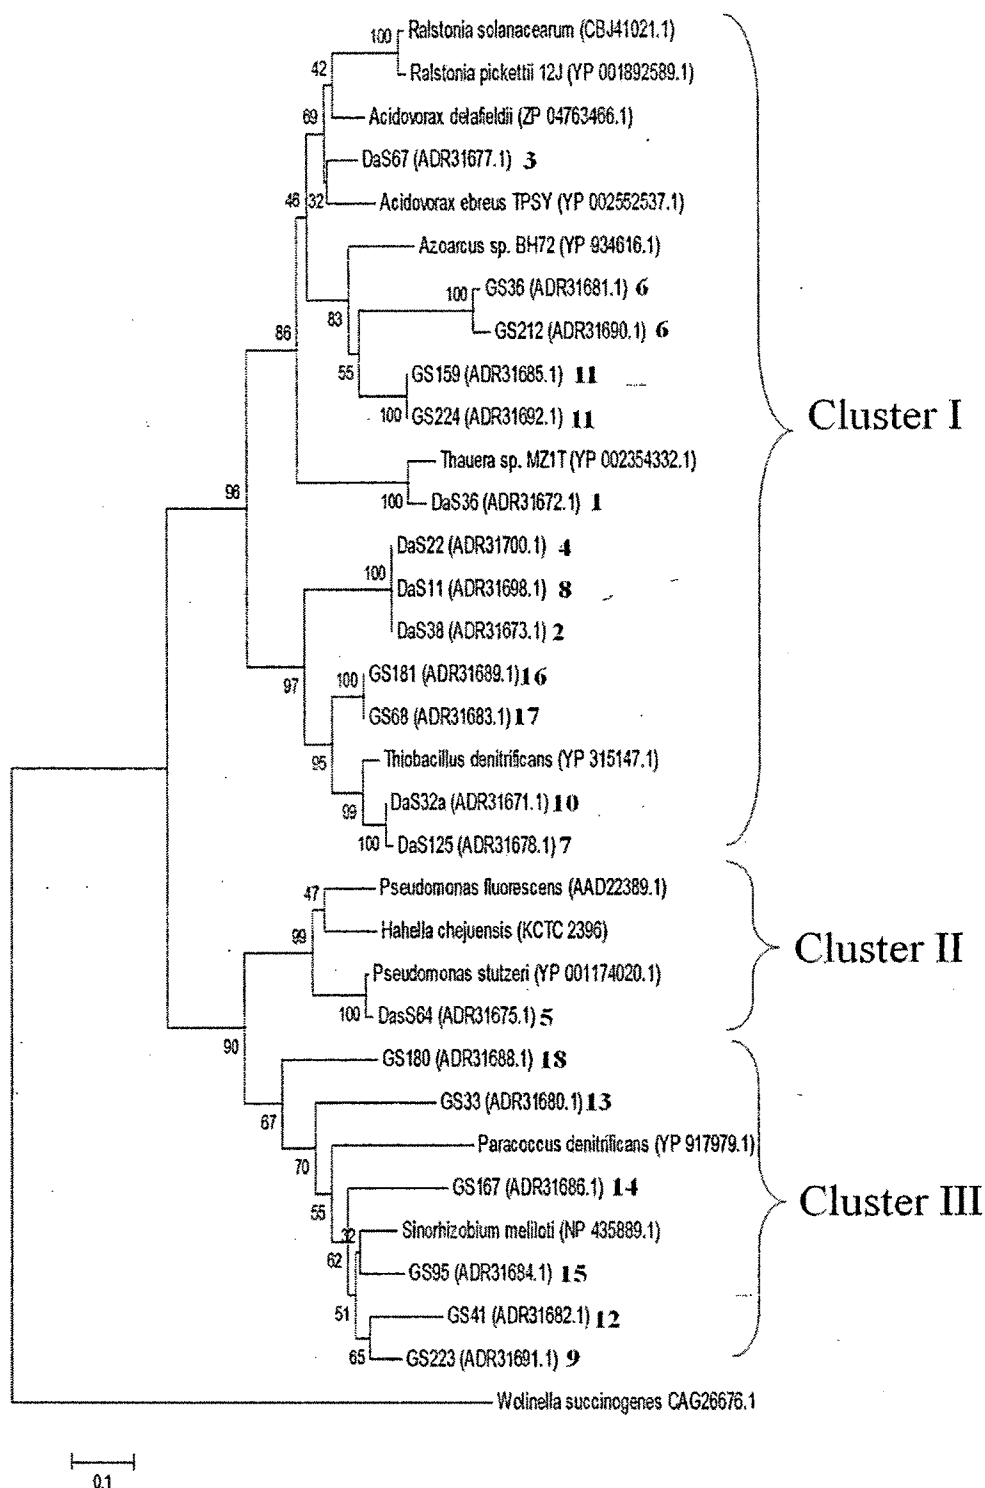 100 Ralstonia solanacearum (CBJ41021.1)
42 Ralstonia pickettii 12J (YP 001892589.1)
69 Acidovorax delafieldii (ZP 04763466.1)
DaS67 (ADR31677.1) 3
46 32 Acidovorax ebreus TPSY (YP 002552537.1)
Azoarcus sp. BH72 (YP 934616.1)
100 GS36 (ADR31681.1) 6
86 83 GS212 (ADR31690.1) 6
55 GS159 (ADR31685.1) 11
100 GS224 (ADR31692.1) 11
Cluster I
Thauera sp. MZ1T (YP 002354332.1)
96 100 DaS36 (ADR31672.1) 1
DaS22 (ADR31700.1) 4
100 DaS11 (ADR31698.1) 8
DaS38 (ADR31673.1) 2
97 100 GS181 (ADR31689.1) 16
GS68 (ADR31683.1) 17
95 Thiobacillus denitrificans (YP 315147.1)
99 DaS32a (ADR31671.1) 10
100 DaS125 (ADR31678.1) 7
47 Pseudomonas fluorescens (AAD22389.1)
99 Hahella chejuensis (KCTC 2396)
Cluster II
Pseudomonas stutzeri (YP 001174020.1)
100 DasS64 (ADR31675.1) 5
90 GS180 (ADR31688.1) 18
67 GS33 (ADR31680.1) 13
70 Paracoccus denitrificans (YP 917979.1)
55 GS167 (ADR31686.1) 14
Cluster III
32 Sinorhizobium meliloti (NP 435889.1)
62 GS95 (ADR31684.1) 15
51 GS41 (ADR31682.1) 12
65 GS223 (ADR31691.1) 9
Wolinella succinogenes CAG26676.1
0.1